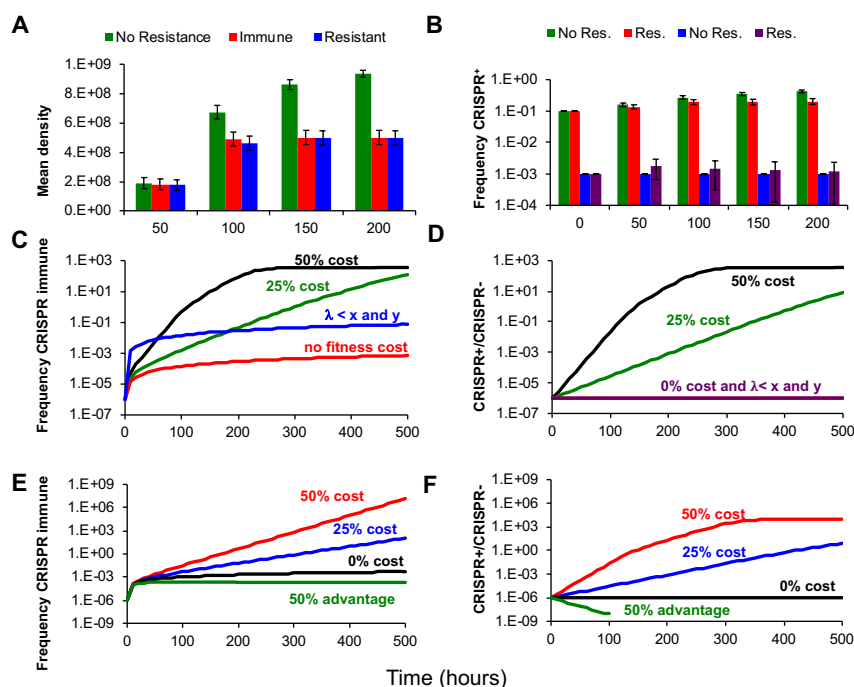 A
No Resistance Immune Resistant
Mean density
1.E+09
8.E+08
6.E+08
4.E+08
2.E+08
0.E+00
50 100 150 200
B
No Res. Res. No Res. Res.
Frequency CRISPR+
1.E+00
1.E-01
1.E-02
1.E-03
1.E-04
0 50 100 150 200
C
Frequency CRISPR immune
1.E+03
1.E+01
1.E-01
1.E-03
1.E-05
1.E-07
50% cost
25% cost
λ < x and y
no fitness cost
0 100 200 300 400 500
D
CRISPR+/CRISPR-
1.E+03
1.E+01
1.E-01
1.E-03
1.E-05
1.E-07
50% cost
25% cost
0% cost and λ< x and y
0 100 200 300 400 500
E
Frequency CRISPR immune
1.E+09
1.E+06
1.E+03
1.E+00
1.E-03
1.E-06
1.E-09
50% cost
25% cost
0% cost
50% advantage
0 100 200 300 400 500
F
CRISPR+/CRISPR-
1.E+09
1.E+06
1.E+03
1.E+00
1.E-03
1.E-06
1.E-09
50% cost
25% cost
0% cost
50% advantage
0 100 200 300 400 500
Time (hours)